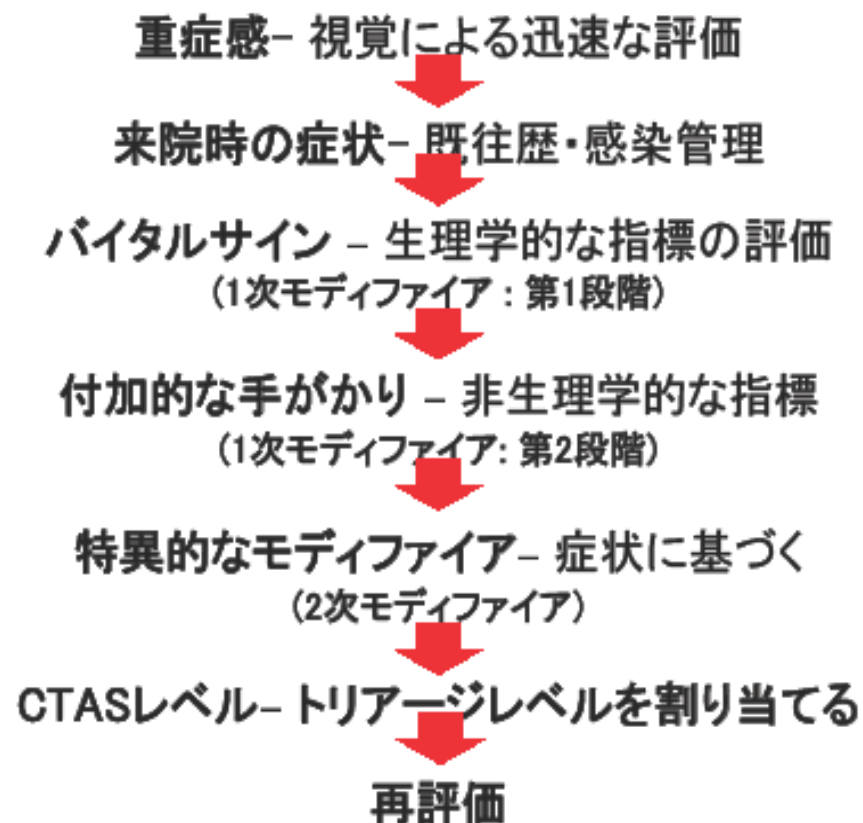 重症感– 視覚による迅速な評価
来院時の症状– 既往歴・感染管理
バイタルサイン – 生理学的な指標の評価
(1次モディファイア : 第1段階)
付加的な手がかり – 非生理学的な指標
(1次モディファイア: 第2段階)
特異的なモディファイア– 症状に基づく
(2次モディファイア)
CTASレベル– トリアージレベルを割り当てる
再評価